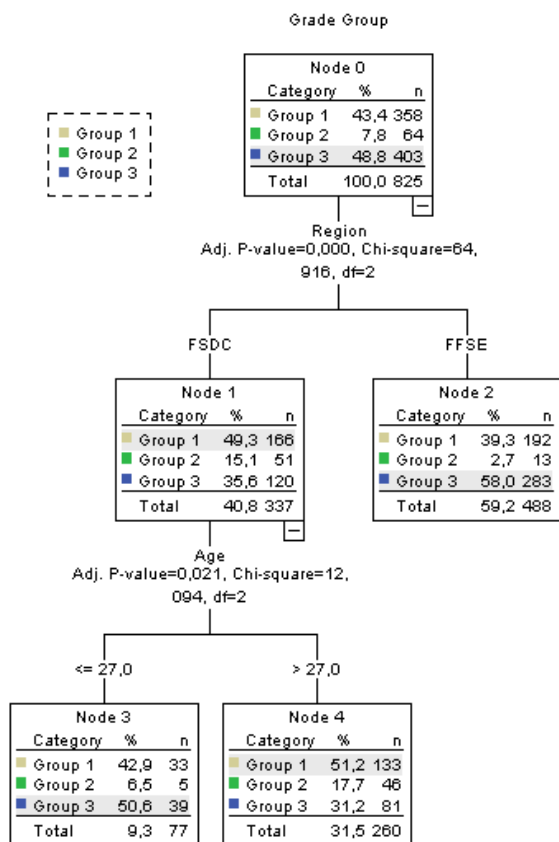 Grade Group
Group 1
Group 2
Group 3
Node 0
Category % n
Group 1 43,4 358
Group 2 7,8 64
Group 3 48,8 403
Total 100,0 825
Region
Adj. P-value=0,000, Chi-square=64,
916, df=2
FSDC
FFSE
Node 1
Category % n
Group 1 49,3 166
Group 2 15,1 51
Group 3 35,6 120
Total 40,8 337
Node 2
Category % n
Group 1 39,3 192
Group 2 2,7 13
Group 3 58,0 283
Total 59,2 488
Age
Adj. P-value=0,021, Chi-square=12,
094, df=2
<= 27,0
> 27,0
Node 3
Category % n
Group 1 42,9 33
Group 2 6,5 5
Group 3 50,6 39
Total 9,3 77
Node 4
Category % n
Group 1 51,2 133
Group 2 17,7 46
Group 3 31,2 81
Total 31,5 260